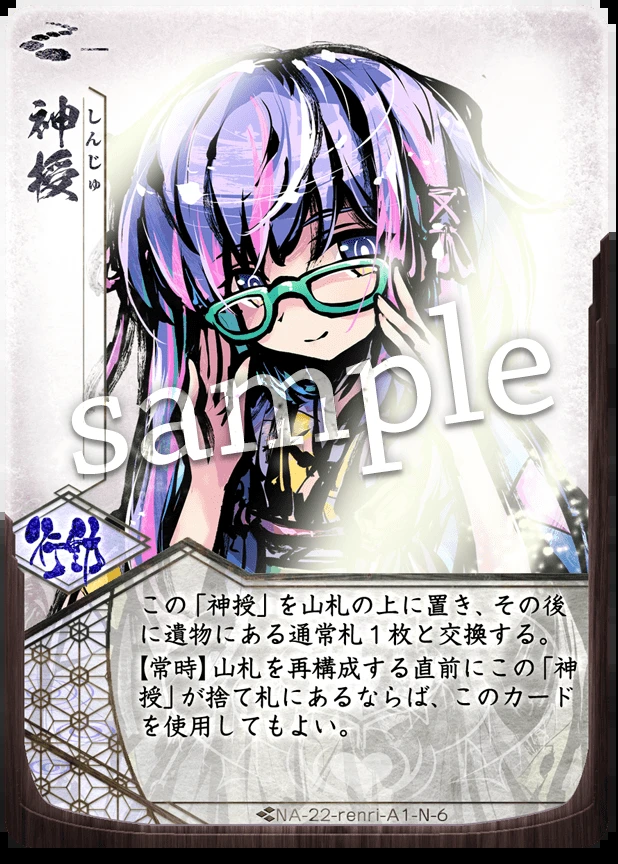 神授
しんじゅ
sample
行動
この「神授」を山札の上に置き、その後
に遺物にある通常札1枚と交換する。
【常時】山札を再構成する直前にこの「神
授」が捨て札にあるならば、このカード
を使用してもよい。
NA-22-renri-A1-N-6